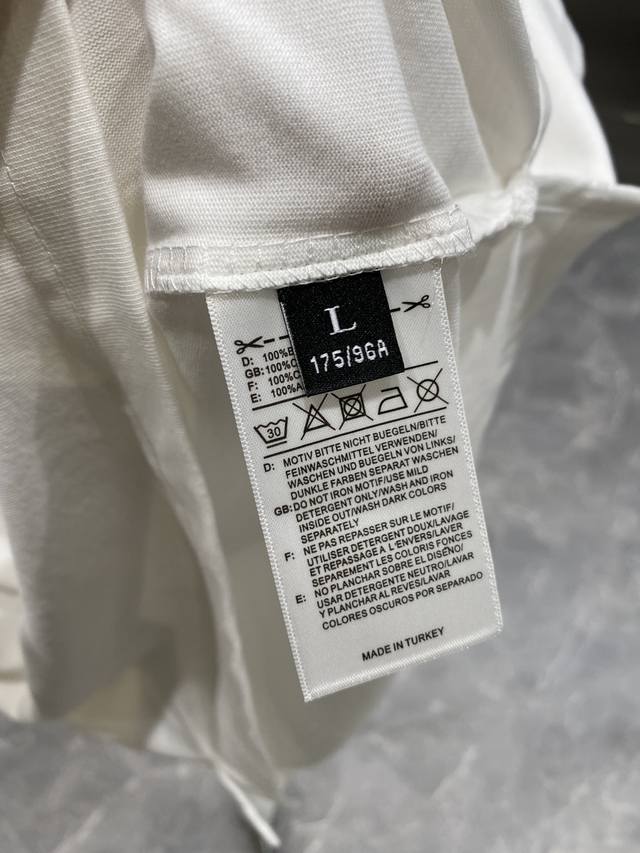 L
175/96A
D: 100%
GB: 100%
F: 100%
E: 100%
30
D: MOTIV BITTE NICHT BUEGELN/BITTE
FEINWASCHMITTEL VERWENDEN/
WASCHEN UND BUEGELN VON LINKS/
DUNKLE FARBEN SEPARAT WASCHEN
GB: DO NOT IRON MOTIF/USE MILD
DETERGENT ONLY/WASH AND IRON
INSIDE OUT/WASH DARK COLORS
SEPARATELY
F: NE PAS REPASSER SUR LE MOTIF/
UTILISER DETERGENT DOUX/LAVAGE
ET REPASSAGE A L'ENVERS/LAVER
SEPAREMENT LES COLORIS FONCES
E: NO PLANCHAR SOBRE EL DISEÑO/
USAR DETERGENTE NEUTRO/LAVAR
Y PLANCHAR AL REVES/LAVAR
COLORES OSCUROS POR SEPARADO
MADE IN TURKEY